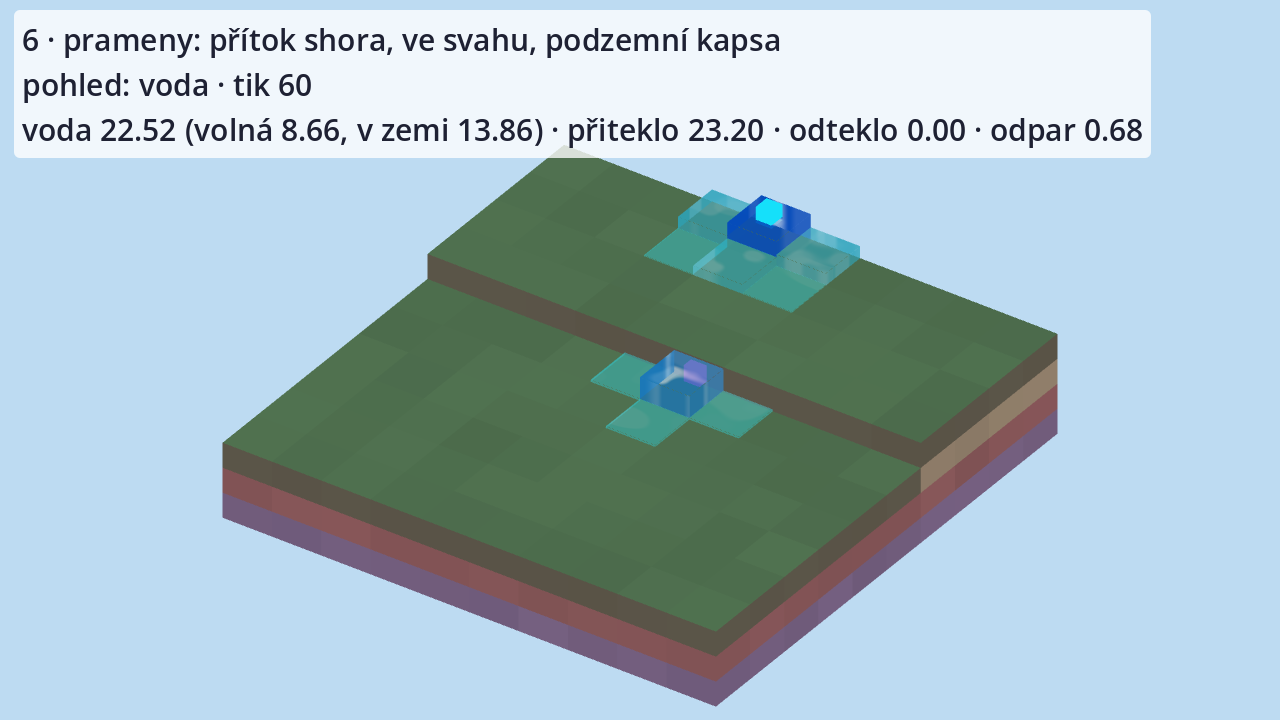 6 · prameny: přítok shora, ve svahu, podzemní kapsa
pohled: voda · tik 60
voda 22.52 (volná 8.66, v zemi 13.86) · přiteklo 23.20 · odteklo 0.00 · odpar 0.68